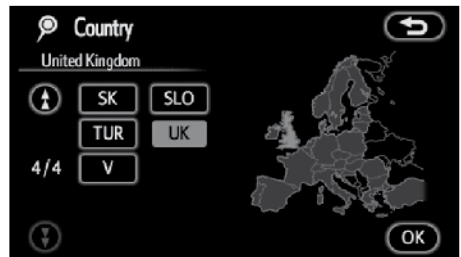 Country
United Kingdom
SK SLO
TUR UK
4/4 V
OK